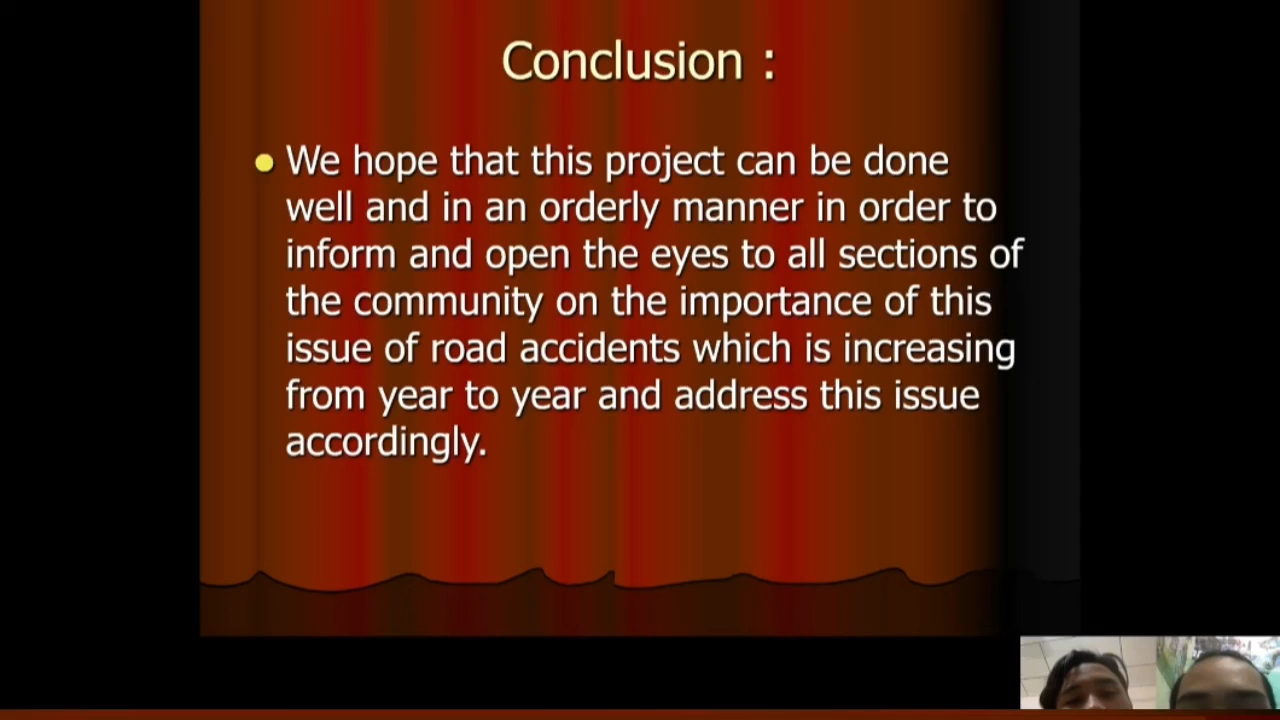 Conclusion :
We hope that this project can be done
well and in an orderly manner in order to
inform and open the eyes to all sections of
the community on the importance of this
issue of road accidents which is increasing
from year to year and address this issue
accordingly.